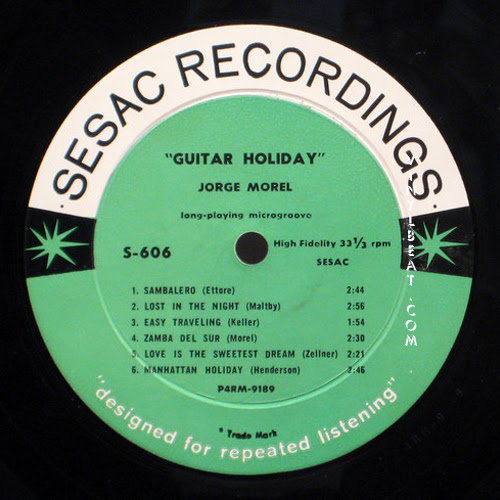 ·SESAC RECORDINGS·
"GUITAR HOLIDAY"
JORGE MOREL
long-playing microgroove
S-606
High Fidelity 33 1/3 rpm
SESAC
1. SAMBALERO (Ettore) 2:44
2. LOST IN THE NIGHT (Maltby) 2:56
3. EASY TRAVELING (Keller) 1:54
4. ZAMBA DEL SUR (Morel) 2:30
5. LOVE IS THE SWEETEST DREAM (Zellner) 2:21
6. MANHATTAN HOLIDAY (Henderson) 2:46
P4RM-9189
* Trade Mark
"designed for repeated listening"
VINYLBEAT.COM